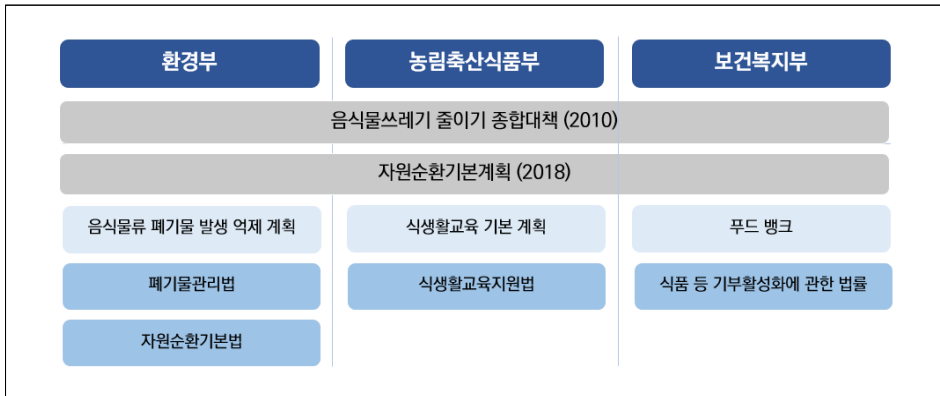 환경부
농림축산식품부
보건복지부
음식물쓰레기 줄이기 종합대책 (2010)
자원순환기본계획 (2018)
음식물류 폐기물 발생 억제 계획
식생활교육 기본 계획
푸드 뱅크
폐기물관리법
식생활교육지원법
식품 등 기부활성화에 관한 법률
자원순환기본법